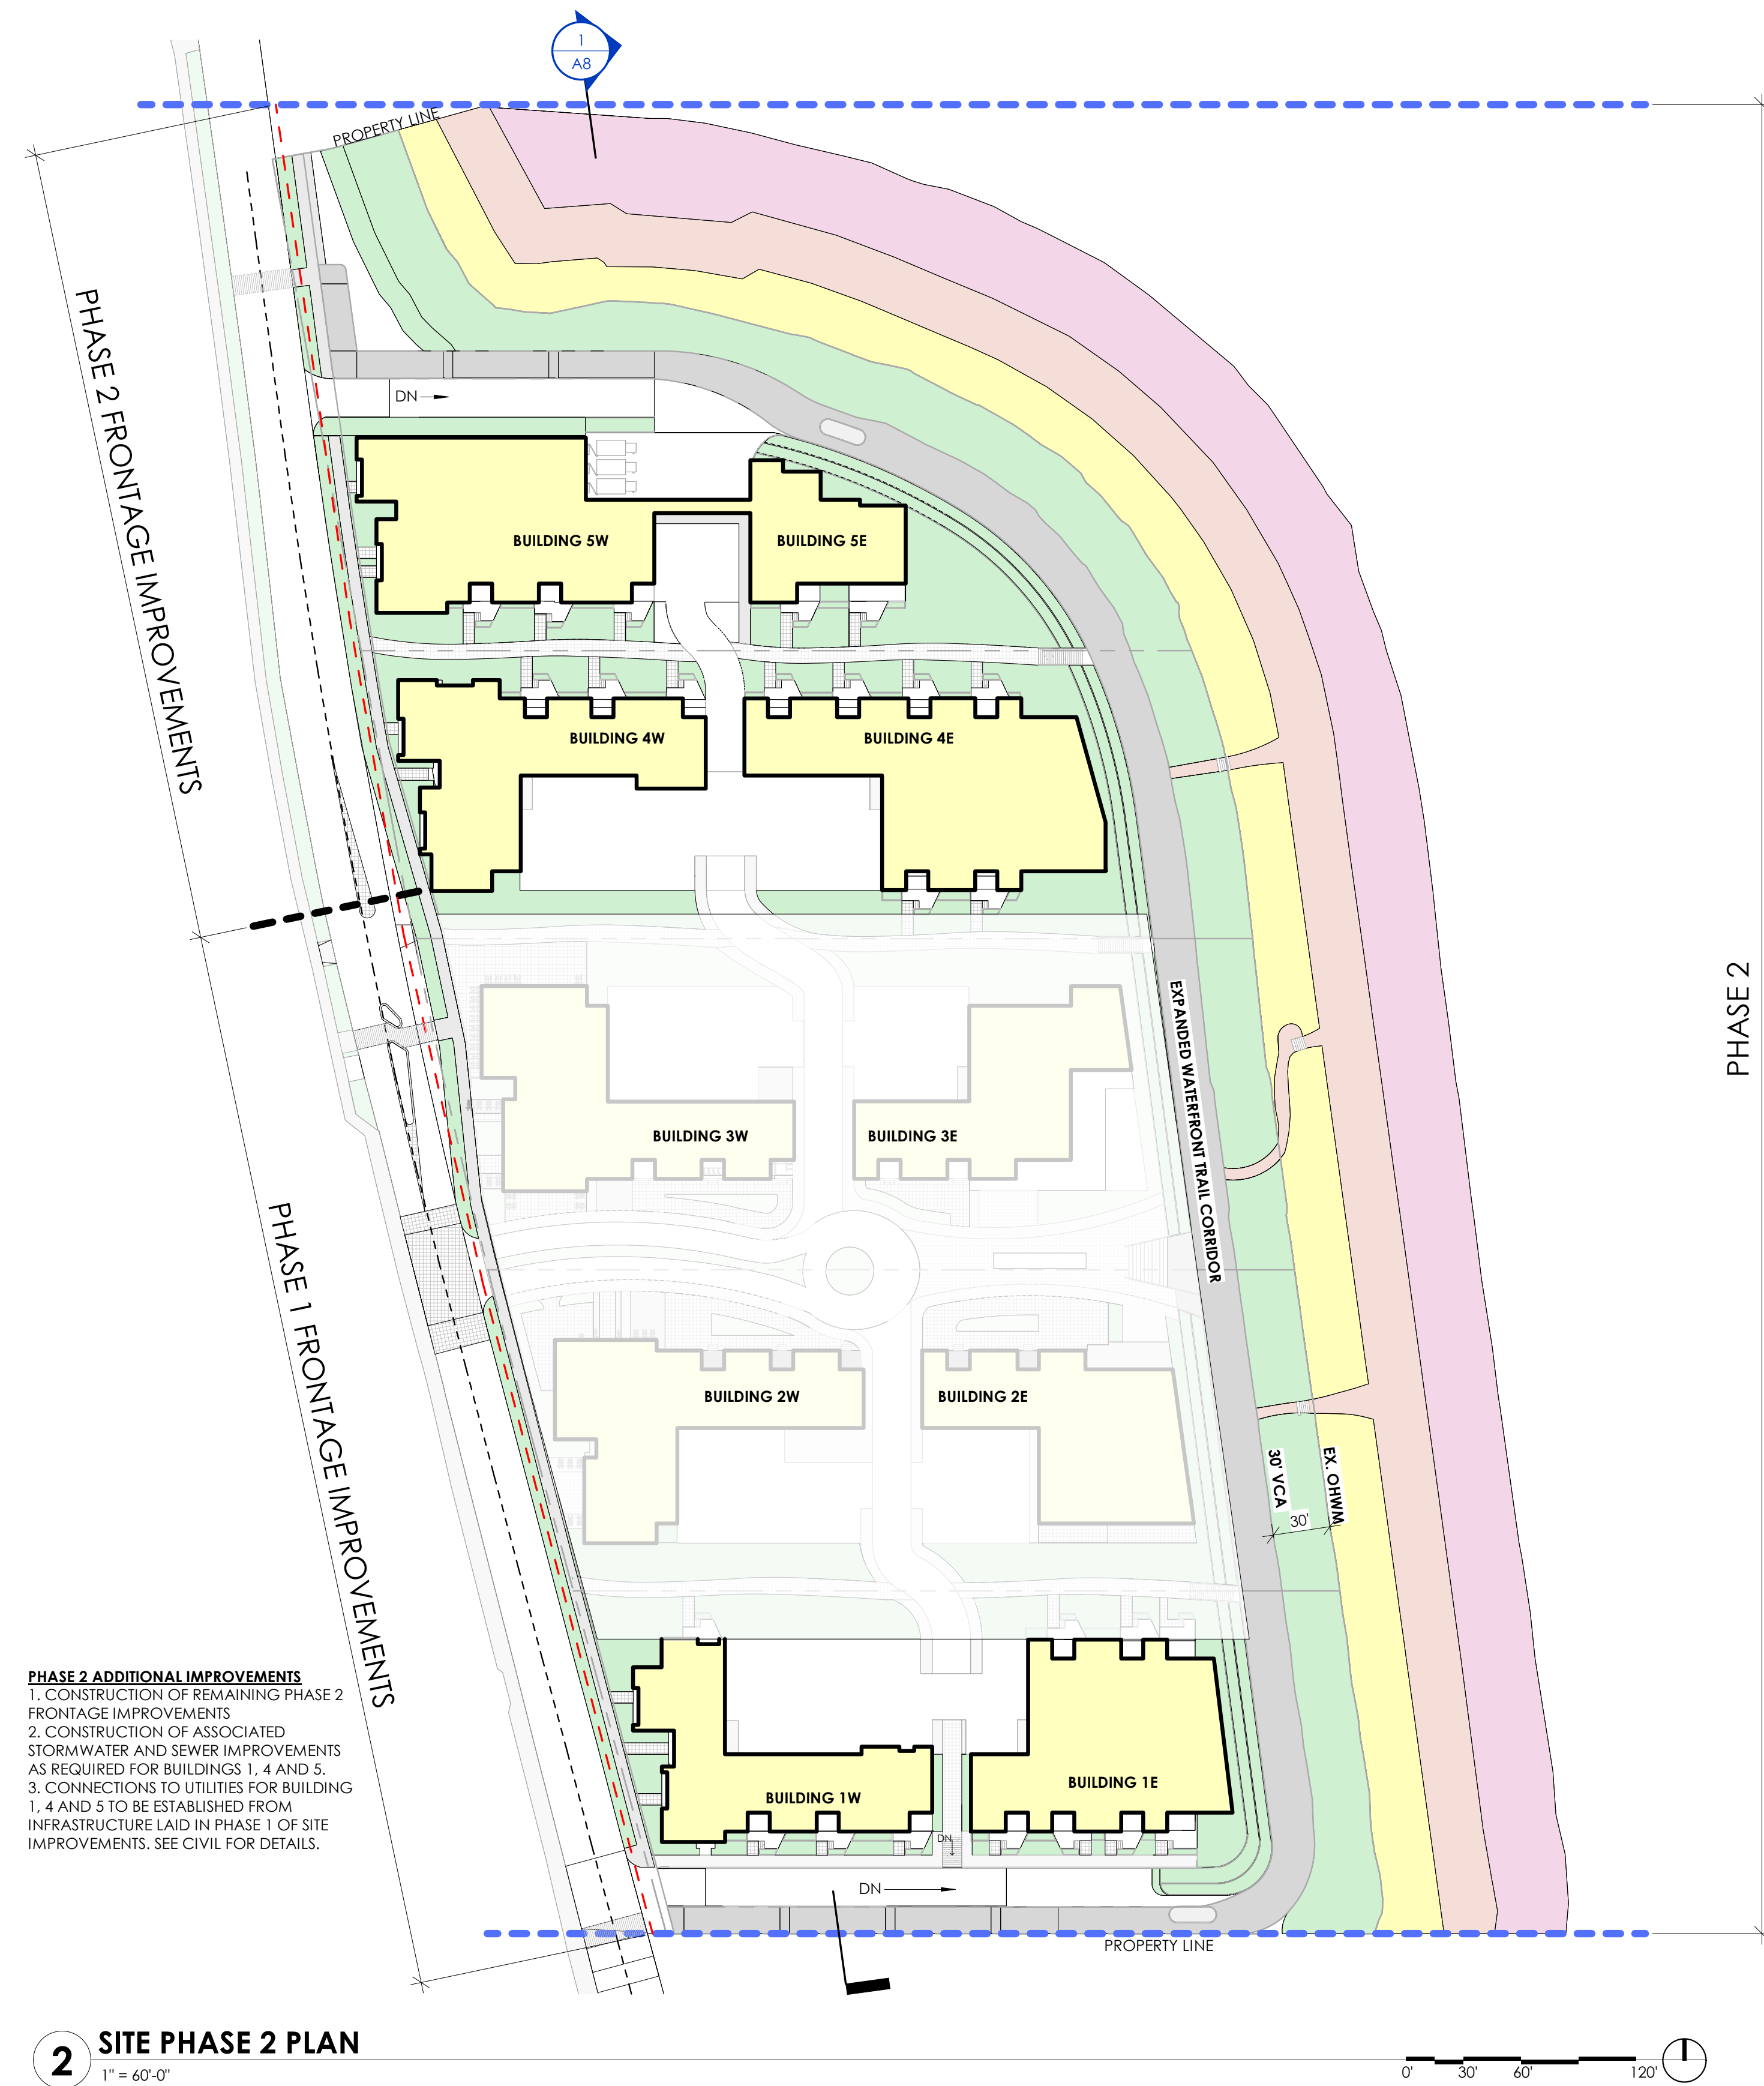 1
A8
PROPERTY LINE
PHASE 2 FRONTAGE IMPROVEMENTS
DN
BUILDING 5W
BUILDING 5E
BUILDING 4W
BUILDING 4E
PHASE 2
EXPANDED WATERFRONT TRAIL CORRIDOR
BUILDING 3W
BUILDING 3E
PHASE 1 FRONTAGE IMPROVEMENTS
BUILDING 2W
BUILDING 2E
30' VCA
EX. OHWM
30'
PHASE 2 ADDITIONAL IMPROVEMENTS
1. CONSTRUCTION OF REMAINING PHASE 2
FRONTAGE IMPROVEMENTS
2. CONSTRUCTION OF ASSOCIATED
STORMWATER AND SEWER IMPROVEMENTS
AS REQUIRED FOR BUILDINGS 1, 4 AND 5.
3. CONNECTIONS TO UTILITIES FOR BUILDING
1, 4 AND 5 TO BE ESTABLISHED FROM
INFRASTRUCTURE LAID IN PHASE 1 OF SITE
IMPROVEMENTS. SEE CIVIL FOR DETAILS.
BUILDING 1W
BUILDING 1E
DN
DN
PROPERTY LINE
2
SITE PHASE 2 PLAN
1" = 60'-0"
0' 30' 60' 120'